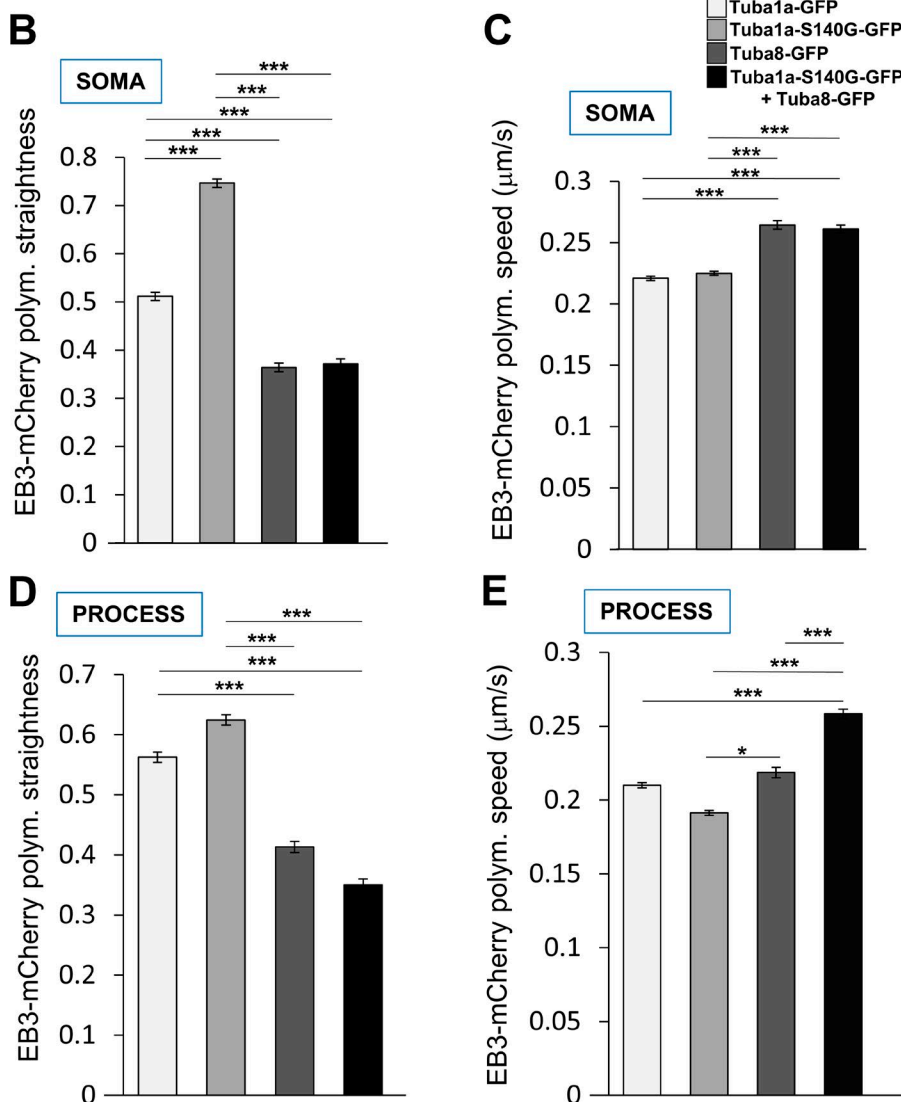 B
SOMA
***
***
***
***
***
EB3-mCherry polym. straightness
0.8
0.7
0.6
0.5
0.4
0.3
0.2
0.1
0
C
Tuba1a-GFP
Tuba1a-S140G-GFP
Tuba8-GFP
Tuba1a-S140G-GFP
+ Tuba8-GFP
SOMA
***
***
***
***
EB3-mCherry polym. speed (μm/s)
0.3
0.25
0.2
0.15
0.1
0.05
0
D
PROCESS
***
***
***
***
EB3-mCherry polym. straightness
0.7
0.6
0.5
0.4
0.3
0.2
0.1
0
E
PROCESS
***
***
***
*
EB3-mCherry polym. speed (μm/s)
0.3
0.25
0.2
0.15
0.1
0.05
0